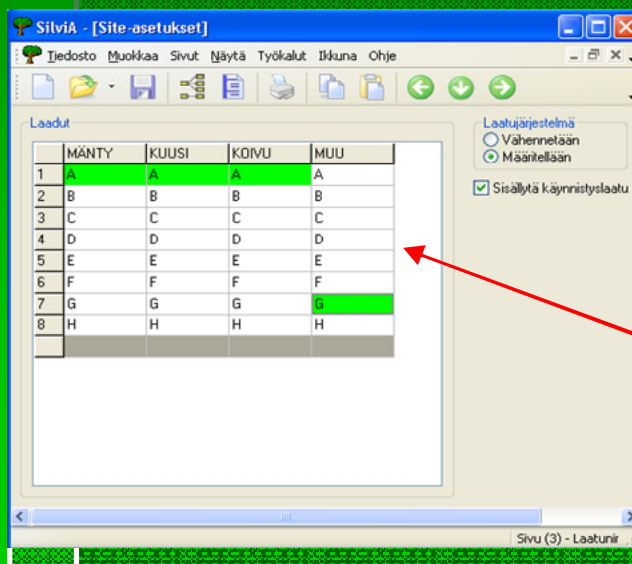 SilviA - [Site-asetukset]
Tiedosto Muokkaa Sivut Näytä Työkalut Ikkuna Ohje
Laadut
MÄNTY KUUSI KOIVU MUU
1 A A A A
2 B B B B
3 C C C C
4 D D D D
5 E E E E
6 F F F F
7 G G G G
8 H H H H
Laatujärjestelmä
Vähennetään
Määritellään
Sisällytä käynnistyslaatu
Sivu (3) - Laatunir